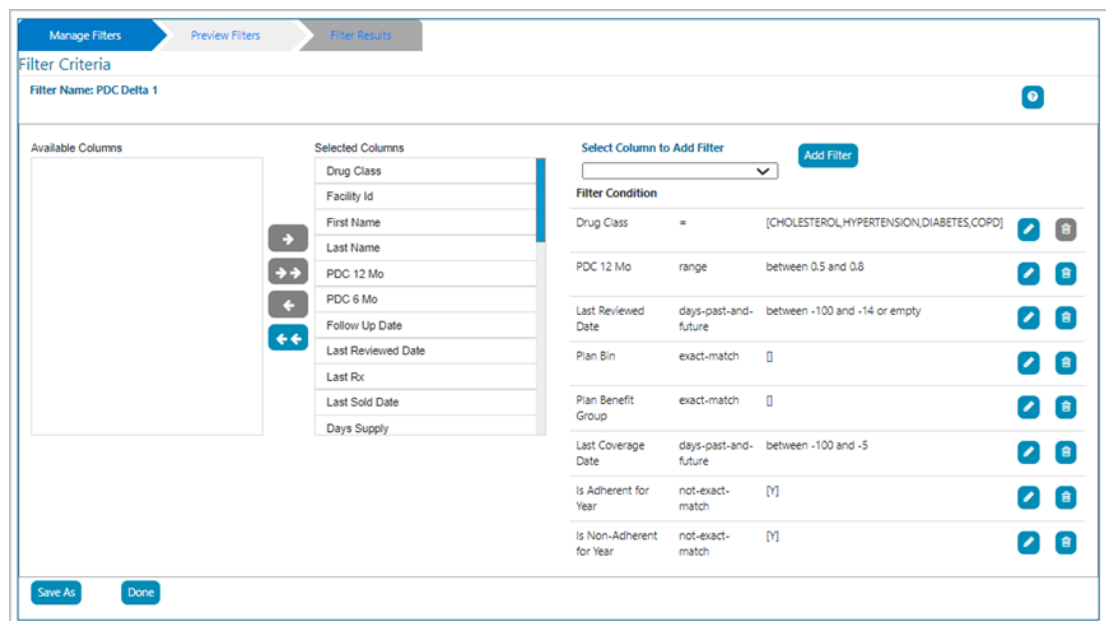 Manage Filters Preview Filters Filter Results
Filter Criteria
Filter Name: PDC Delta 1
Available Columns
Selected Columns
Drug Class
Facility Id
First Name
Last Name
PDC 12 Mo
PDC 6 Mo
Follow Up Date
Last Reviewed Date
Last Rx
Last Sold Date
Days Supply
Select Column to Add Filter
Add Filter
Filter Condition
Drug Class = [CHOLESTEROL,HYPERTENSION,DIABETES,COPD]
PDC 12 Mo range between 0.5 and 0.8
Last Reviewed days-past-and- between -100 and -14 or empty
Date future
Plan Bin exact-match []
Plan Benefit exact-match []
Group
Last Coverage days-past-and- between -100 and -5
Date future
Is Adherent for not-exact- [Y]
Year match
Is Non-Adherent not-exact- [Y]
for Year match
Save As Done